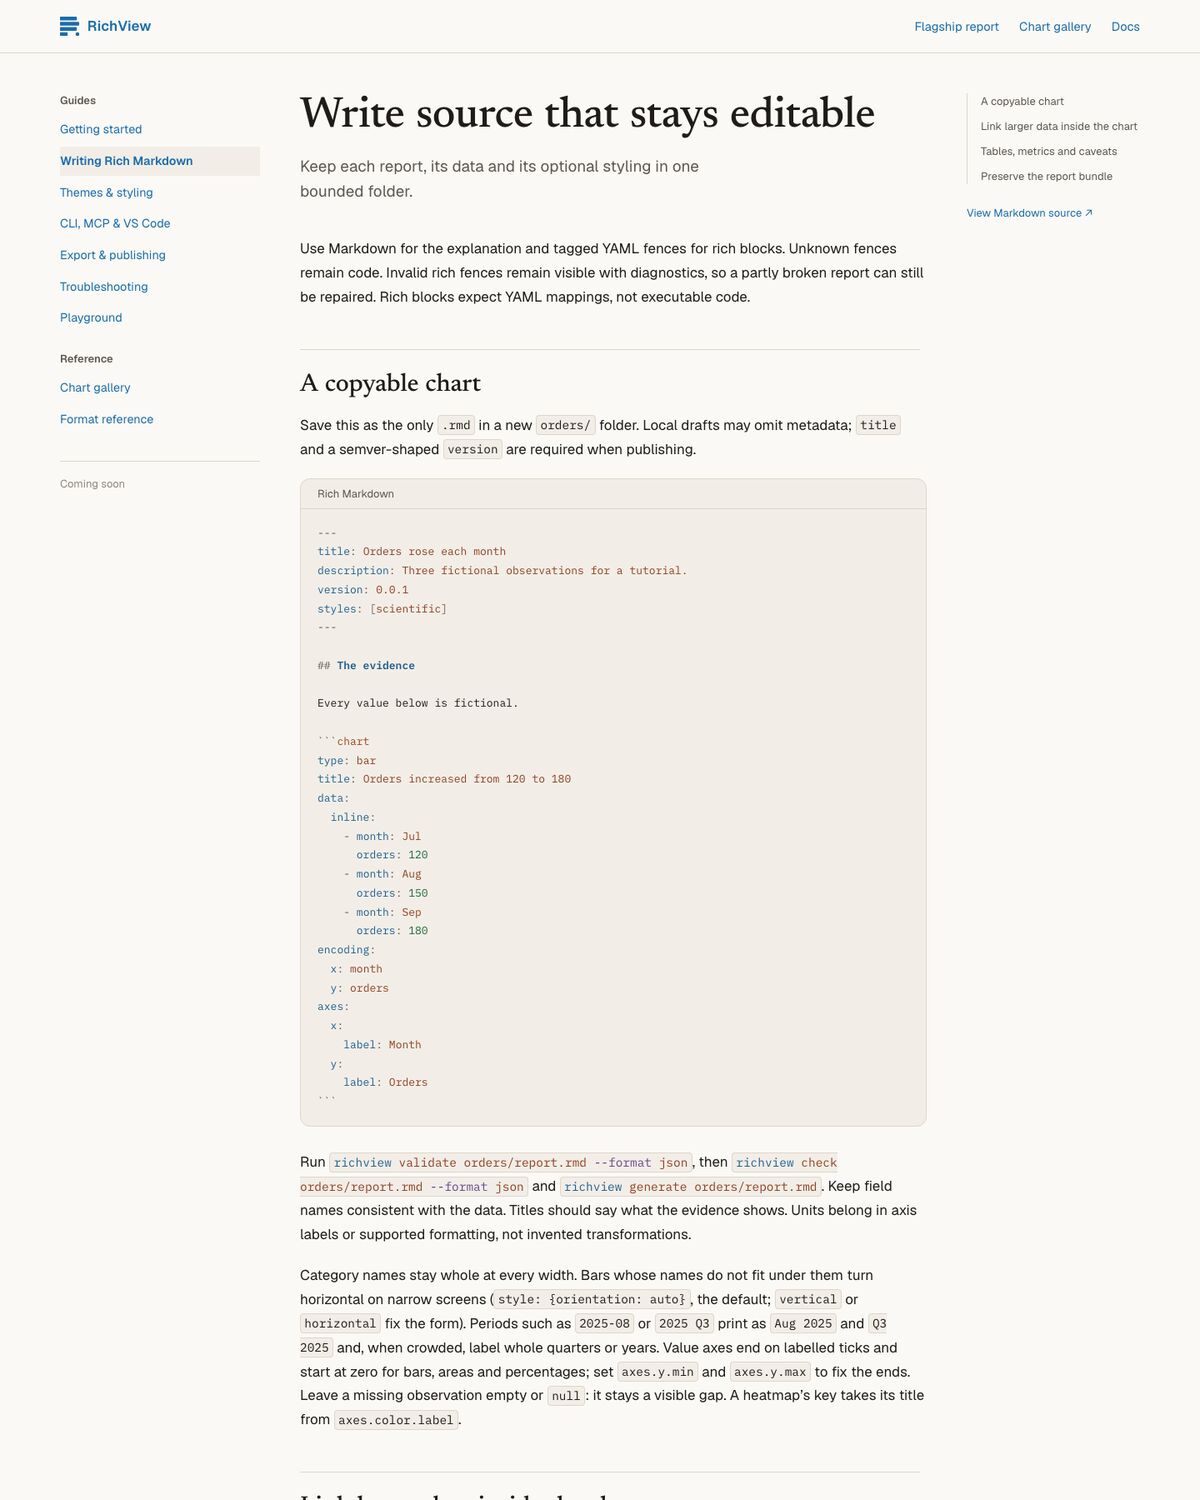 RichView
Flagship report
Chart gallery
Docs
Guides
Getting started
Writing Rich Markdown
Themes & styling
CLI, MCP & VS Code
Export & publishing
Troubleshooting
Playground
Reference
Chart gallery
Format reference
Coming soon
Write source that stays editable
Keep each report, its data and its optional styling in one
bounded folder.
Use Markdown for the explanation and tagged YAML fences for rich blocks. Unknown fences
remain code. Invalid rich fences remain visible with diagnostics, so a partly broken report can still
be repaired. Rich blocks expect YAML mappings, not executable code.
A copyable chart
Save this as the only .rmd in a new orders/ folder. Local drafts may omit metadata; title
and a semver-shaped version are required when publishing.
Rich Markdown
---
title: Orders rose each month
description: Three fictional observations for a tutorial.
version: 0.0.1
styles: [scientific]
---
## The evidence
Every value below is fictional.
```chart
type: bar
title: Orders increased from 120 to 180
data:
  inline:
    - month: Jul
      orders: 120
    - month: Aug
      orders: 150
    - month: Sep
      orders: 180
encoding:
  x: month
  y: orders
axes:
  x:
    label: Month
  y:
    label: Orders
```
Run richview validate orders/report.rmd --format json, then richview check
orders/report.rmd --format json and richview generate orders/report.rmd. Keep field
names consistent with the data. Titles should say what the evidence shows. Units belong in axis
labels or supported formatting, not invented transformations.
Category names stay whole at every width. Bars whose names do not fit under them turn
horizontal on narrow screens (style: {orientation: auto}, the default; vertical or
horizontal fix the form). Periods such as 2025-08 or 2025 Q3 print as Aug 2025 and Q3
2025 and, when crowded, label whole quarters or years. Value axes end on labelled ticks and
start at zero for bars, areas and percentages; set axes.y.min and axes.y.max to fix the ends.
Leave a missing observation empty or null: it stays a visible gap. A heatmap’s key takes its title
from axes.color.label.
A copyable chart
Link larger data inside the chart
Tables, metrics and caveats
Preserve the report bundle
View Markdown source ↗